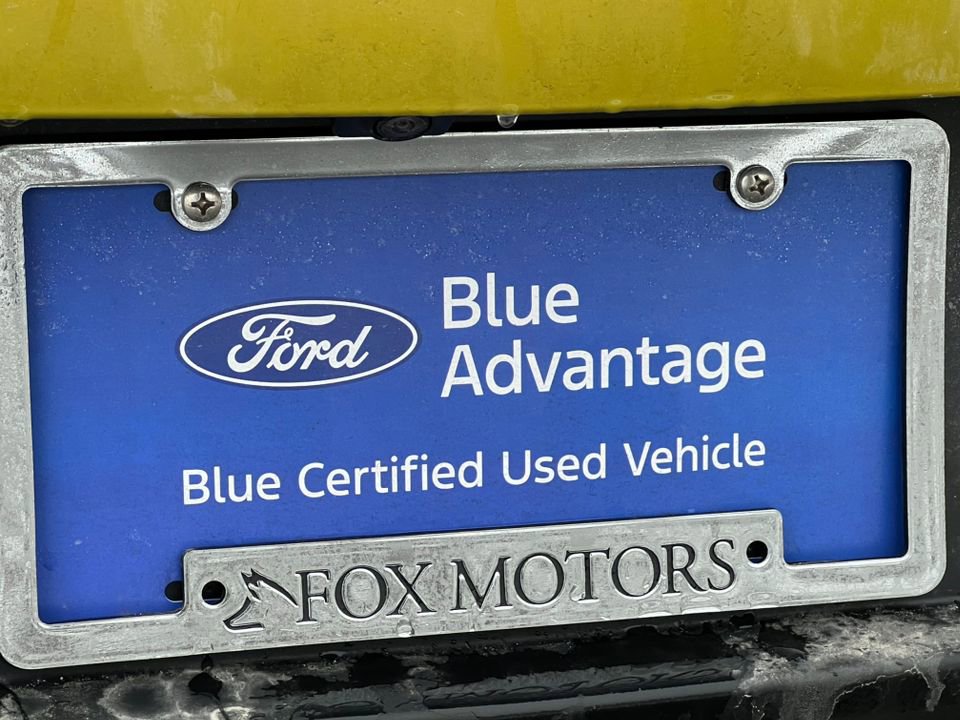 Ford
Blue
Advantage
Blue Certified Used Vehicle
FOX MOTORS